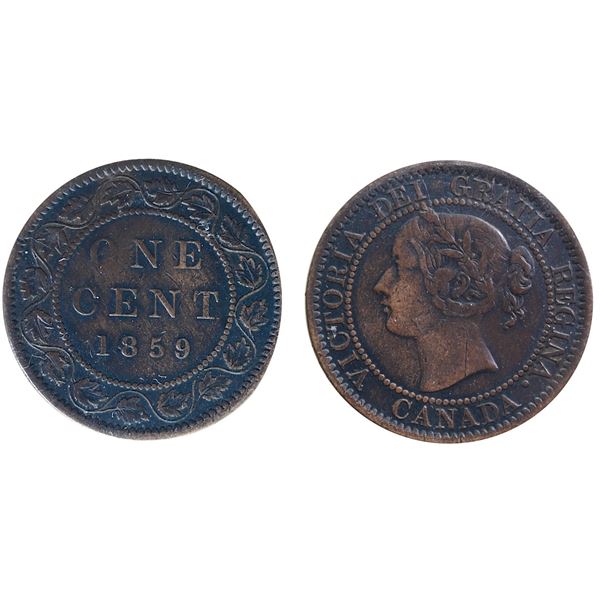 ONE
CENT
1859
VICTORIA DEI GRATIA REGINA.
CANADA